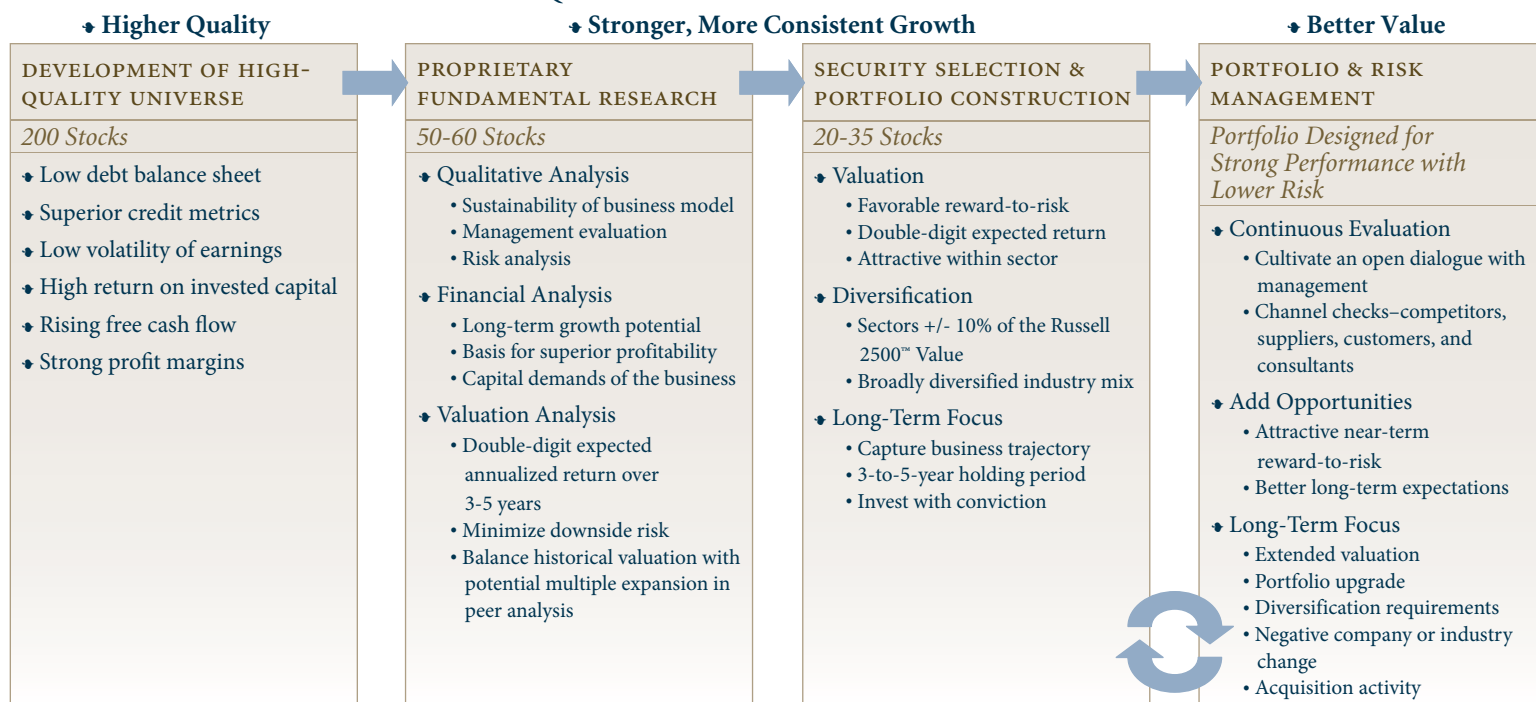 Higher Quality
Stronger, More Consistent Growth
Better Value
DEVELOPMENT OF HIGH-
QUALITY UNIVERSE
200 Stocks
Low debt balance sheet
Superior credit metrics
Low volatility of earnings
High return on invested capital
Rising free cash flow
Strong profit margins
PROPRIETARY
FUNDAMENTAL RESEARCH
50-60 Stocks
Qualitative Analysis
• Sustainability of business model
• Management evaluation
• Risk analysis
Financial Analysis
• Long-term growth potential
• Basis for superior profitability
• Capital demands of the business
Valuation Analysis
• Double-digit expected
annualized return over
3-5 years
• Minimize downside risk
• Balance historical valuation with
potential multiple expansion in
peer analysis
SECURITY SELECTION &
PORTFOLIO CONSTRUCTION
20-35 Stocks
Valuation
• Favorable reward-to-risk
• Double-digit expected return
• Attractive within sector
Diversification
• Sectors +/- 10% of the Russell
2500™ Value
• Broadly diversified industry mix
Long-Term Focus
• Capture business trajectory
• 3-to-5-year holding period
• Invest with conviction
PORTFOLIO & RISK
MANAGEMENT
Portfolio Designed for
Strong Performance with
Lower Risk
Continuous Evaluation
• Cultivate an open dialogue with
management
• Channel checks–competitors,
suppliers, customers, and
consultants
Add Opportunities
• Attractive near-term
reward-to-risk
• Better long-term expectations
Long-Term Focus
• Extended valuation
• Portfolio upgrade
• Diversification requirements
• Negative company or industry
change
• Acquisition activity